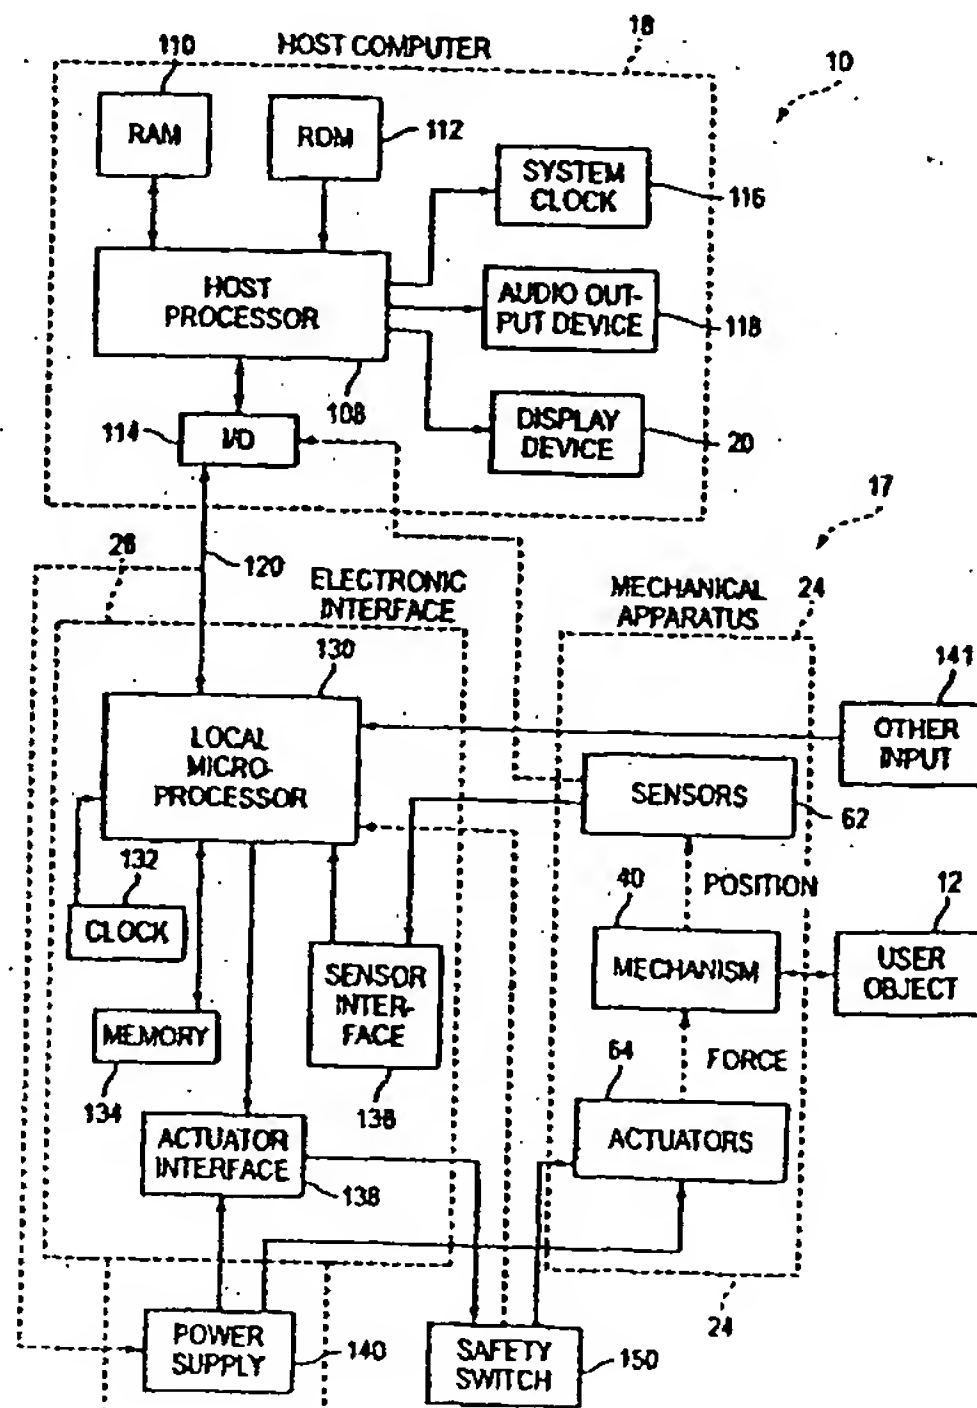 110
HOST COMPUTER
18
10
RAM
ROM
112
SYSTEM
CLOCK
116
HOST
PROCESSOR
AUDIO OUT-
PUT DEVICE
118
108
114
I/O
DISPLAY
DEVICE
20
17
26
120
ELECTRONIC
INTERFACE
MECHANICAL
APPARATUS
24
130
141
LOCAL
MICRO-
PROCESSOR
OTHER
INPUT
SENSORS
62
132
CLOCK
40
POSITION
12
SENSOR
INTER-
FACE
MECHANISM
USER
OBJECT
MEMORY
134
136
64
FORCE
ACTUATOR
INTERFACE
138
ACTUATORS
24
POWER
SUPPLY
140
SAFETY
SWITCH
150